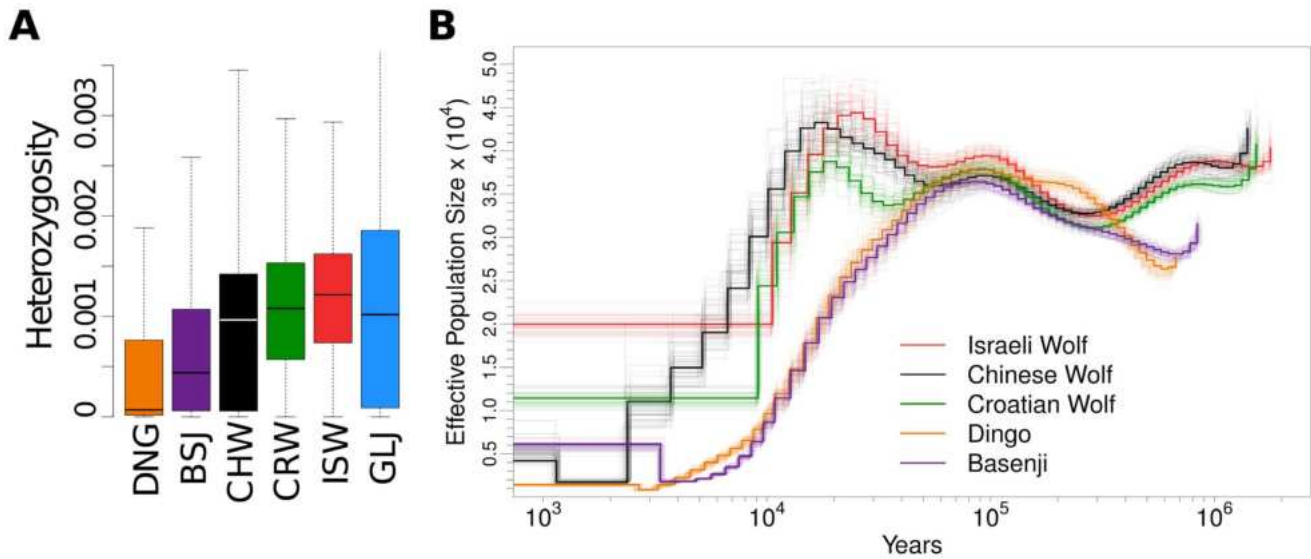 A
Heterozygosity
0.003
0.002
0.001
0
DNG
BSJ
CHW
CRW
ISW
GLJ
B
Effective Population Size x (10⁴)
5.0
4.5
4.0
3.5
3.0
2.5
2.0
1.5
1.0
0.5
Israeli Wolf
Chinese Wolf
Croatian Wolf
Dingo
Basenji
10³
10⁴
10⁵
10⁶
Years